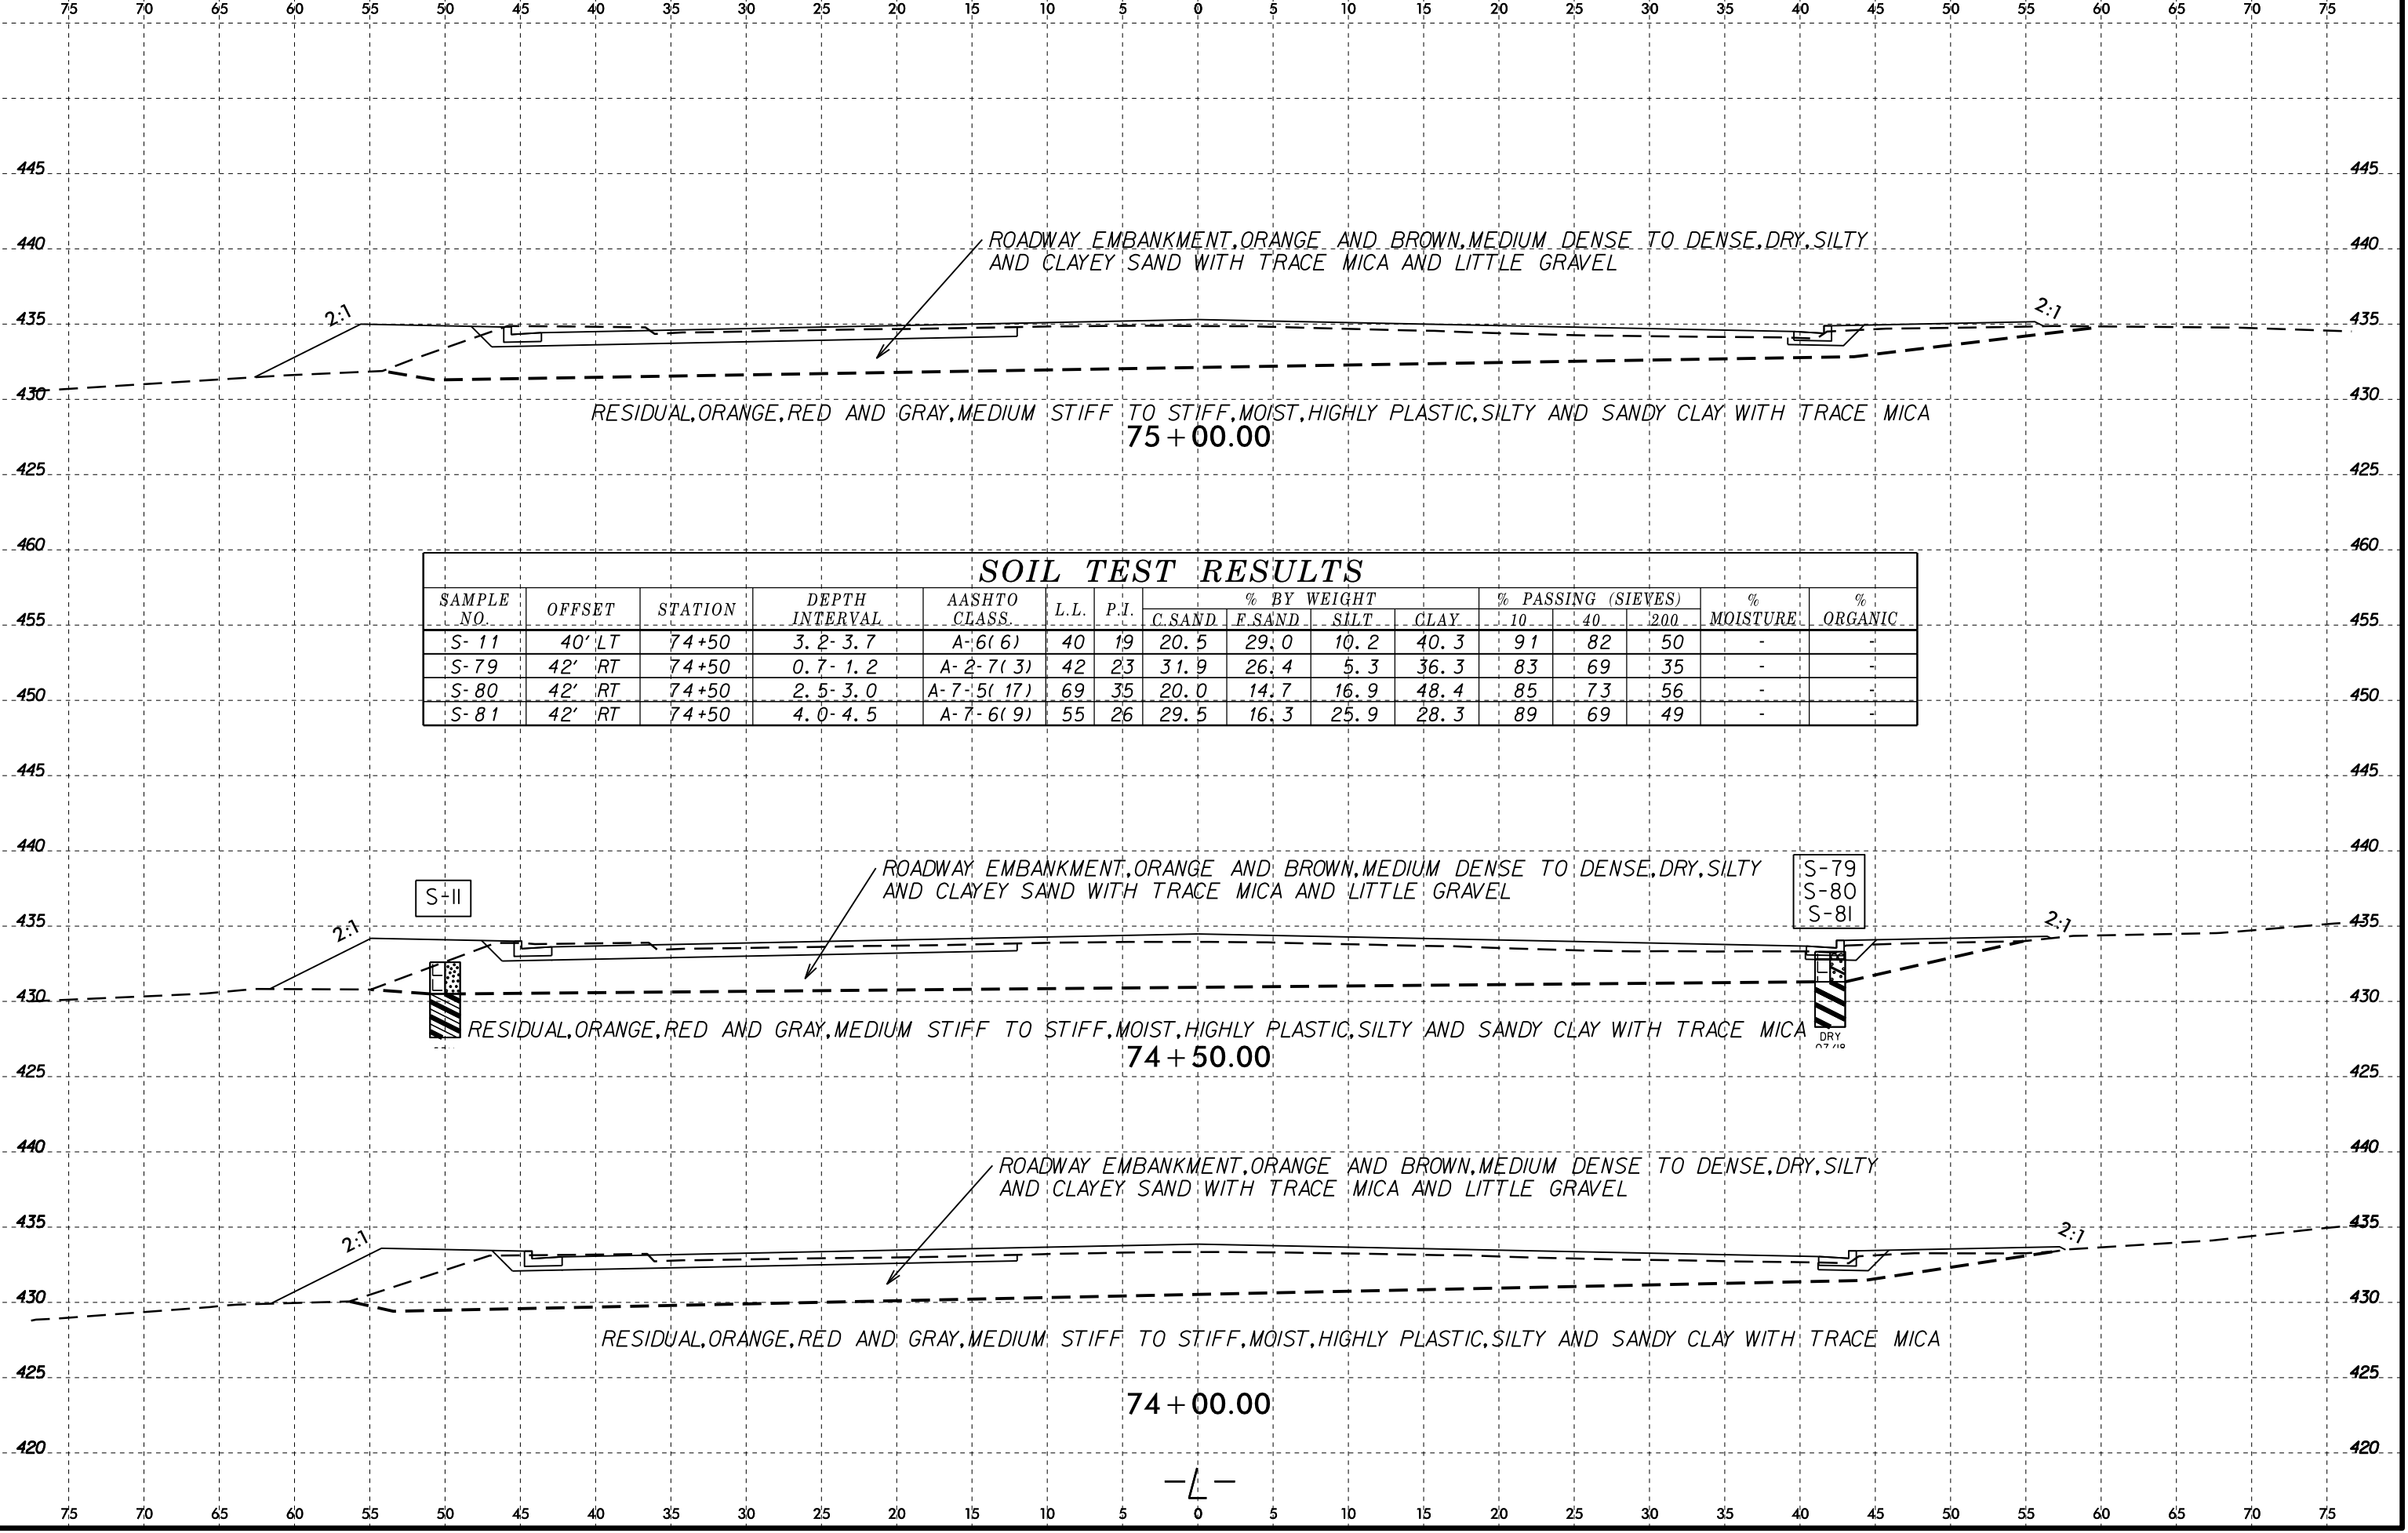 75 70 65 60 55 50 45 40 35 30 25 20 15 10 5 0 5 10 15 20 25 30 35 40 45 50 55 60 65 70 75
445 445
ROADWAY EMBANKMENT, ORANGE AND BROWN, MEDIUM DENSE TO DENSE, DRY, SILTY
440 440
AND CLAYEY SAND WITH TRACE MICA AND LITTLE GRAVEL
2:1 2:1
435 435
430 430
RESIDUAL, ORANGE, RED AND GRAY, MEDIUM STIFF TO STIFF, MOIST, HIGHLY PLASTIC, SILTY AND SANDY CLAY WITH TRACE MICA
75+00.00
425 425
460 460
SOIL TEST RESULTS
SAMPLE NO. OFFSET STATION DEPTH INTERVAL AASHTO CLASS. L.L. P.I. % BY WEIGHT % PASSING (SIEVES) % MOISTURE % ORGANIC
C.SAND F.SAND SILT CLAY 10 40 200
455 455
S-11 40' LT 74+50 3.2-3.7 A-6(6) 40 19 20.5 29.0 10.2 40.3 91 82 50 - -
S-79 42' RT 74+50 0.7-1.2 A-2-7(3) 42 23 31.9 26.4 5.3 36.3 83 69 35 - -
S-80 42' RT 74+50 2.5-3.0 A-7-5(17) 69 35 20.0 14.7 16.9 48.4 85 73 56 - -
450 450
S-81 42' RT 74+50 4.0-4.5 A-7-6(9) 55 26 29.5 16.3 25.9 28.3 89 69 49 - -
445 445
440 440
ROADWAY EMBANKMENT, ORANGE AND BROWN, MEDIUM DENSE TO DENSE, DRY, SILTY
AND CLAYEY SAND WITH TRACE MICA AND LITTLE GRAVEL
S-11
S-79
S-80
S-81
435 435
2:1 2:1
430 430
RESIDUAL, ORANGE, RED AND GRAY, MEDIUM STIFF TO STIFF, MOIST, HIGHLY PLASTIC, SILTY AND SANDY CLAY WITH TRACE MICA
DRY
74+50.00
425 425
440 440
ROADWAY EMBANKMENT, ORANGE AND BROWN, MEDIUM DENSE TO DENSE, DRY, SILTY
AND CLAYEY SAND WITH TRACE MICA AND LITTLE GRAVEL
435 435
2:1 2:1
430 430
RESIDUAL, ORANGE, RED AND GRAY, MEDIUM STIFF TO STIFF, MOIST, HIGHLY PLASTIC, SILTY AND SANDY CLAY WITH TRACE MICA
425 425
74+00.00
420 420
-L-
75 70 65 60 55 50 45 40 35 30 25 20 15 10 5 0 5 10 15 20 25 30 35 40 45 50 55 60 65 70 75